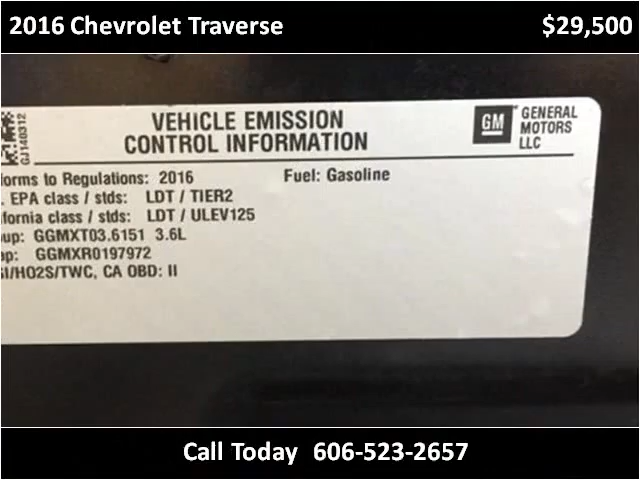 2016 Chevrolet Traverse $29,500
GJ140312
VEHICLE EMISSION
CONTROL INFORMATION
GM
GENERAL
MOTORS
LLC
forms to Regulations: 2016 Fuel: Gasoline
. EPA class / stds: LDT / TIER2
ifornia class / stds: LDT / ULEV125
oup: GGMXT03.6151 3.6L
ap: GGMXR0197972
I/HO2S/TWC, CA OBD: II
Call Today 606-523-2657